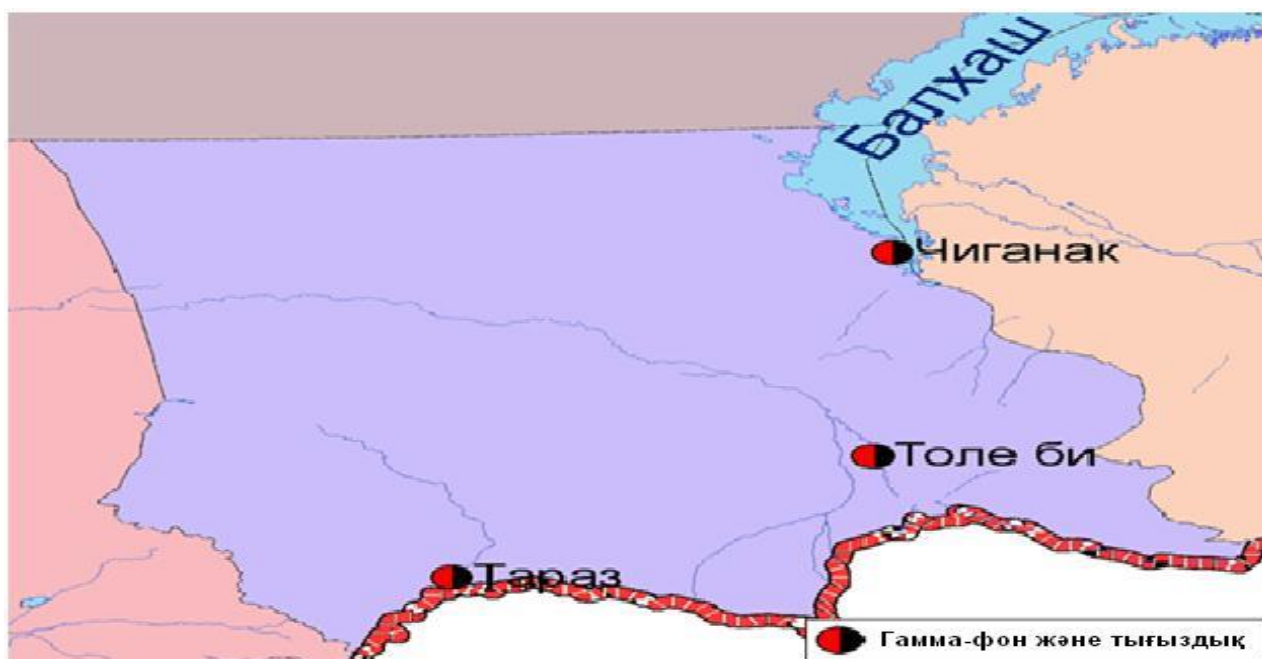 Балхаш
Чиганак
Толе би
Тараз
Гамма-фон және тығыздық